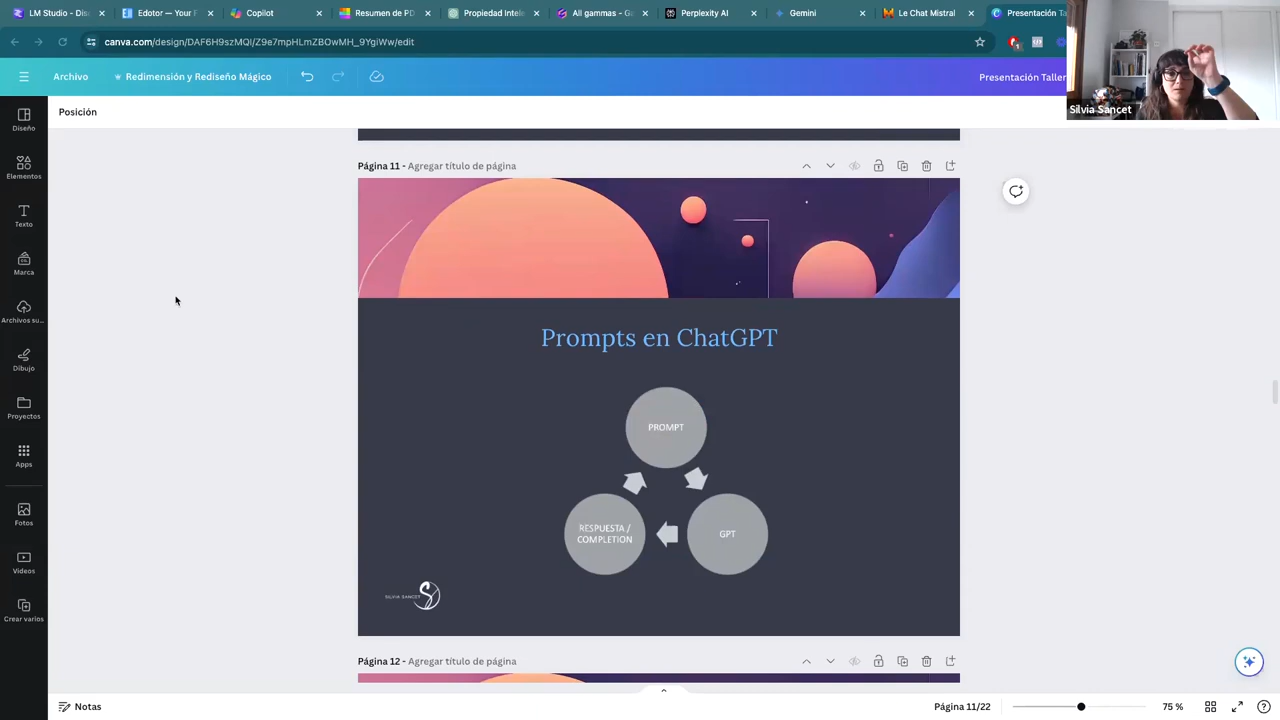 LM Studio - Dis
Edotor — Your F
Copilot
Resumen de PD
Propiedad Intele
All gammas - Ga
Perplexity AI
Gemini
Le Chat Mistral
Presentación Ta
canva.com/design/DAF6H9szMQI/Z9e7mpHLmZBOwMH_9YgiWw/edit
Archivo
Redimensión y Rediseño Mágico
Presentación Taller
Silvia Sancet
Posición
Diseño
Elementos
Texto
Marca
Archivos su...
Dibujo
Proyectos
Apps
Fotos
Videos
Crear varios
Página 11 - Agregar título de página
Prompts en ChatGPT
PROMPT
RESPUESTA /
COMPLETION
GPT
SILVIA SANCET
Página 12 - Agregar título de página
Notas
Página 11/22
75 %